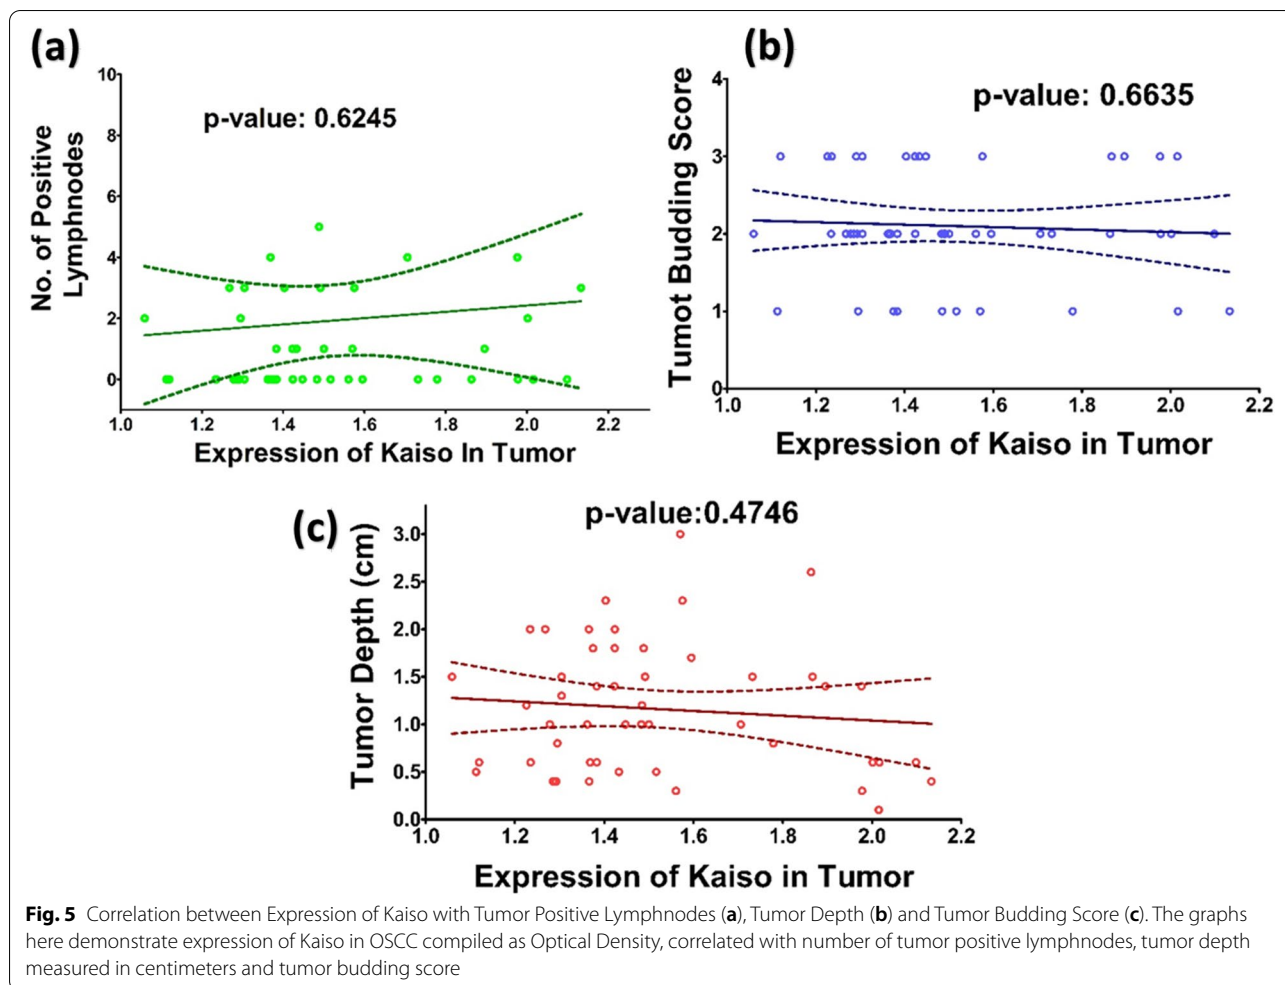 (a)
10
8
6
4
2
0
No. of Positive
Lymphnodes
p-value: 0.6245
1.0 1.2 1.4 1.6 1.8 2.0 2.2
Expression of Kaiso In Tumor
(b)
4
3
2
1
0
Tumot Budding Score
p-value: 0.6635
1.0 1.2 1.4 1.6 1.8 2.0 2.2
Expression of Kaiso in Tumor
(c)
3.0
2.5
2.0
1.5
1.0
0.5
0.0
Tumor Depth (cm)
p-value:0.4746
1.0 1.2 1.4 1.6 1.8 2.0 2.2
Expression of Kaiso in Tumor
Fig. 5 Correlation between Expression of Kaiso with Tumor Positive Lymphnodes (a), Tumor Depth (b) and Tumor Budding Score (c). The graphs
here demonstrate expression of Kaiso in OSCC compiled as Optical Density, correlated with number of tumor positive lymphnodes, tumor depth
measured in centimeters and tumor budding score